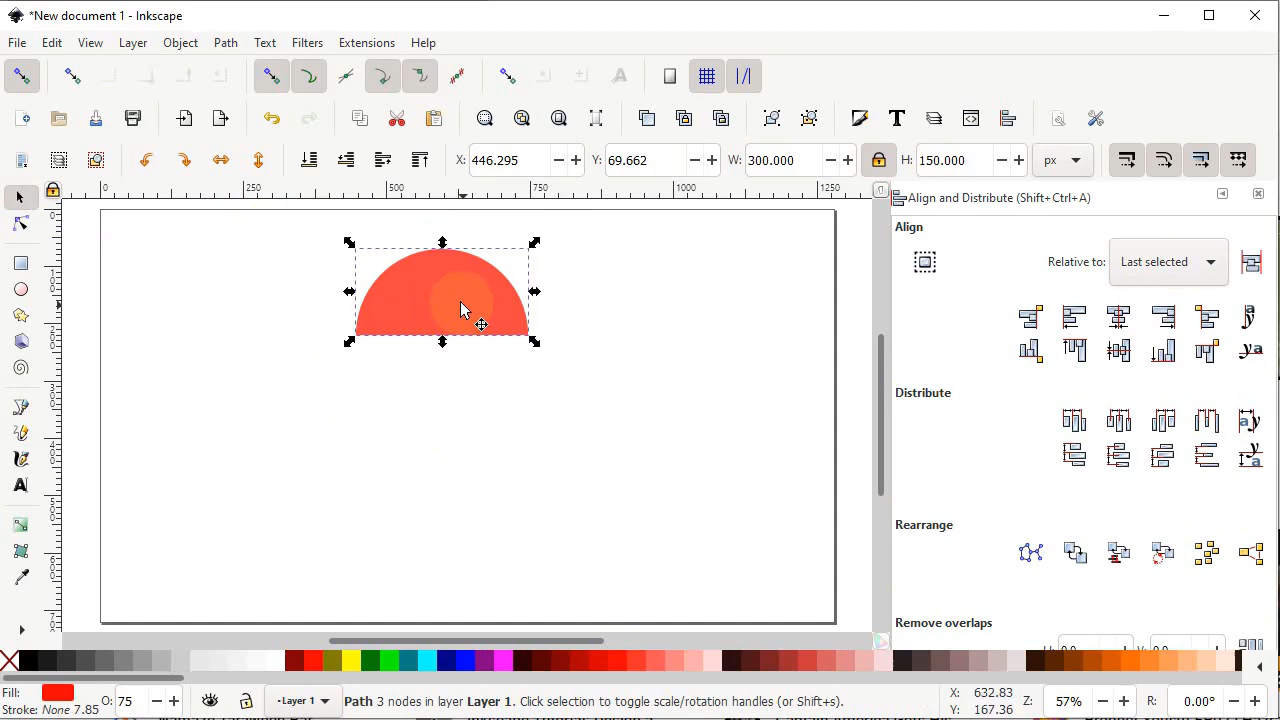 *New document 1 - Inkscape
File Edit View Layer Object Path Text Filters Extensions Help
X: 446.295 Y: 69.662 W: 300.000 H: 150.000 px
0 250 500 750 1000 1250
Align and Distribute (Shift+Ctrl+A)
Align
Relative to: Last selected
Distribute
Rearrange
Remove overlaps
Fill: O: 75 Layer 1 Path 3 nodes in layer Layer 1. Click selection to toggle scale/rotation handles (or Shift+s). X: 632.83 Z: 57% R: 0.00°
Stroke: None 7.85 Y: 167.36